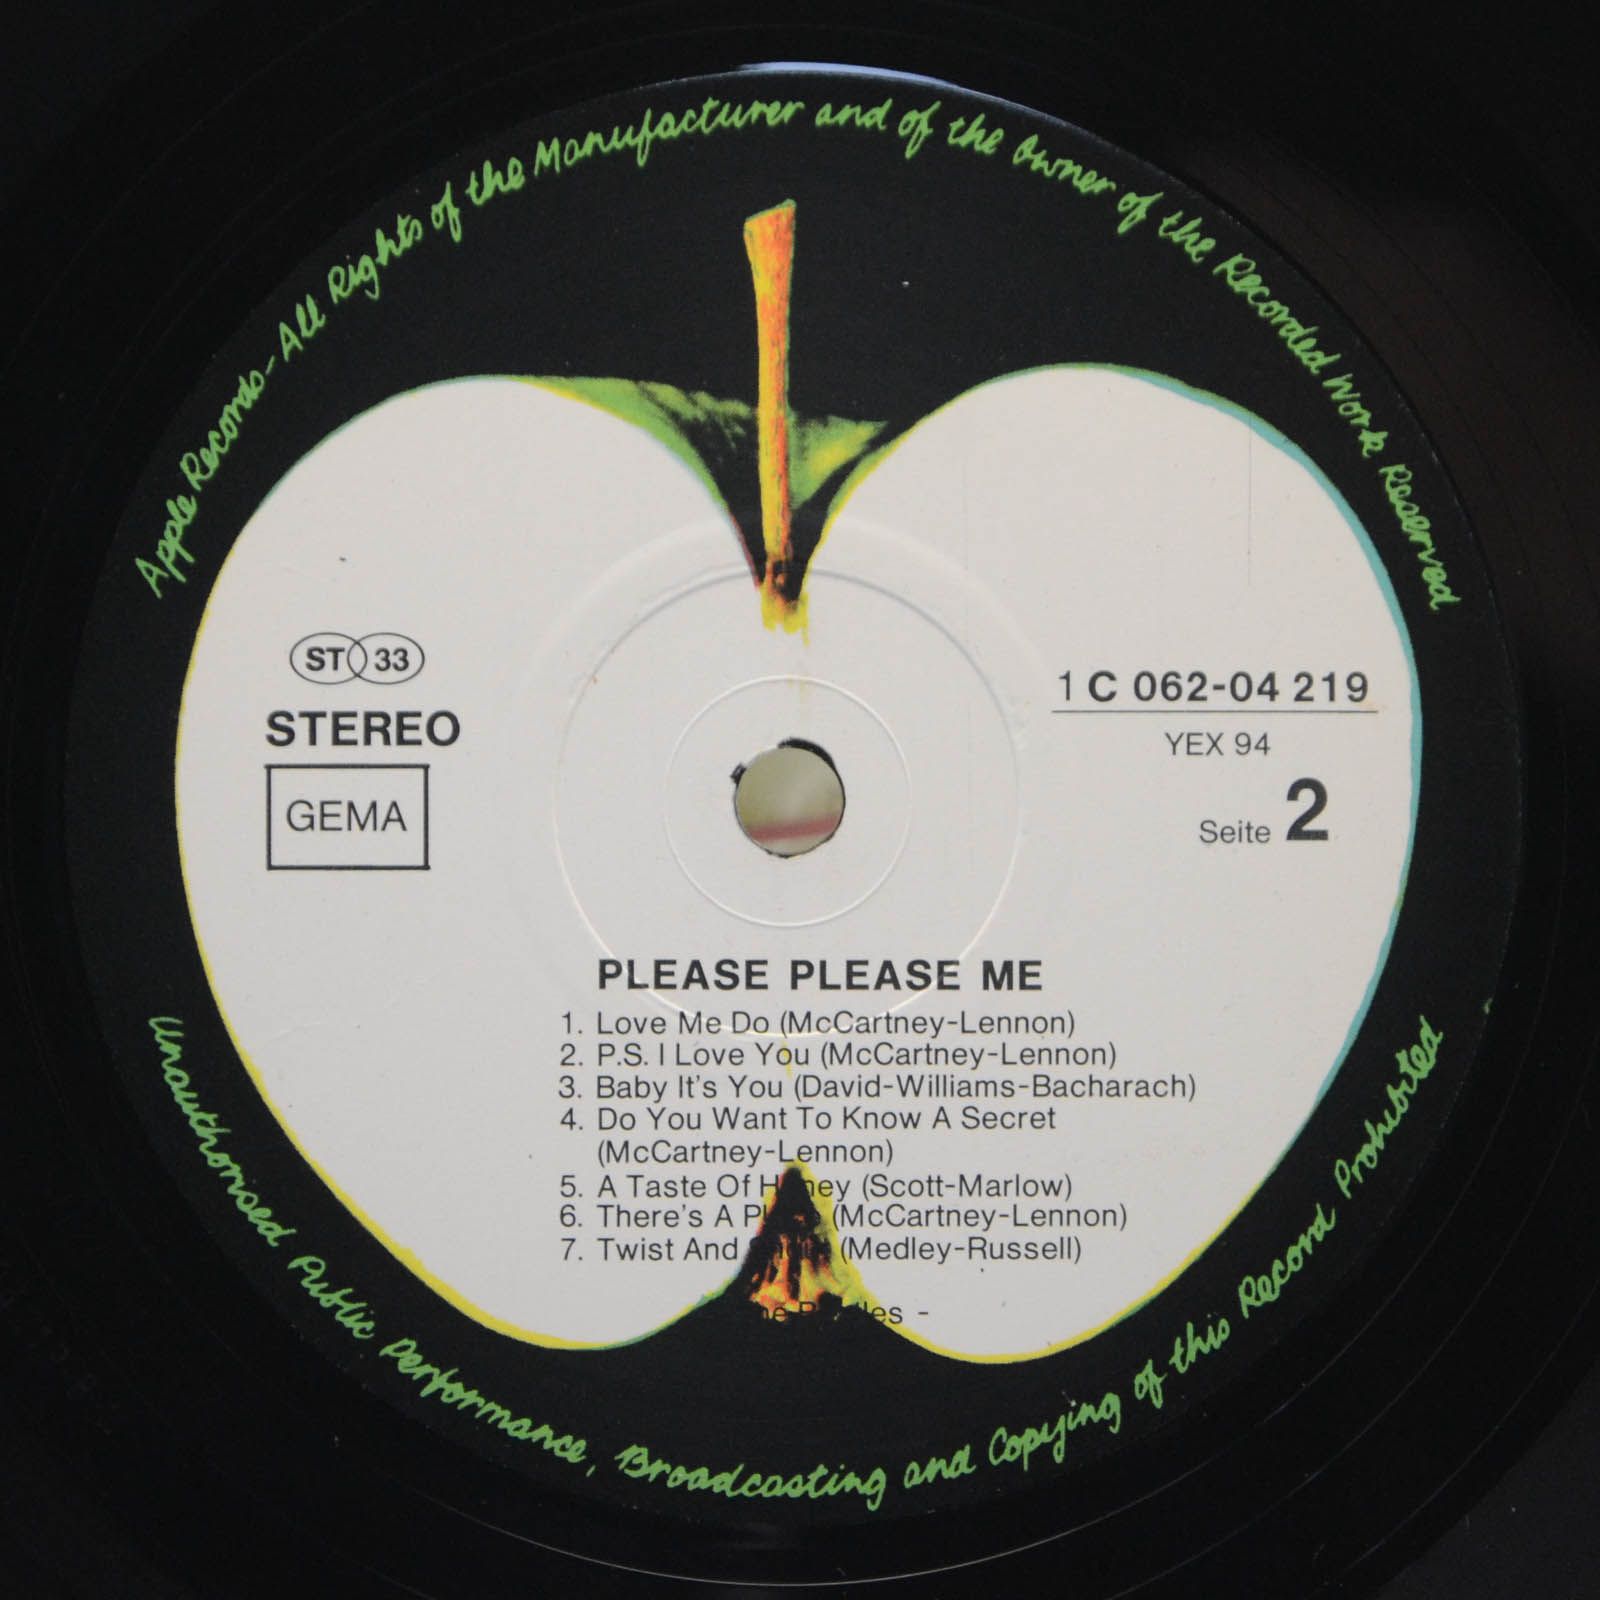 Apple Records - All Rights of the Manufacturer and of the Owner of the Recorded Work Reserved
ST 33
STEREO
GEMA
1 C 062-04 219
YEX 94
Seite 2
PLEASE PLEASE ME
1. Love Me Do (McCartney-Lennon)
2. P.S. I Love You (McCartney-Lennon)
3. Baby It's You (David-Williams-Bacharach)
4. Do You Want To Know A Secret
(McCartney-Lennon)
5. A Taste Of Honey (Scott-Marlow)
6. There's A (McCartney-Lennon)
7. Twist And (Medley-Russell)
-
Unauthorised Public Performance, Broadcasting and Copying of this Record Prohibited